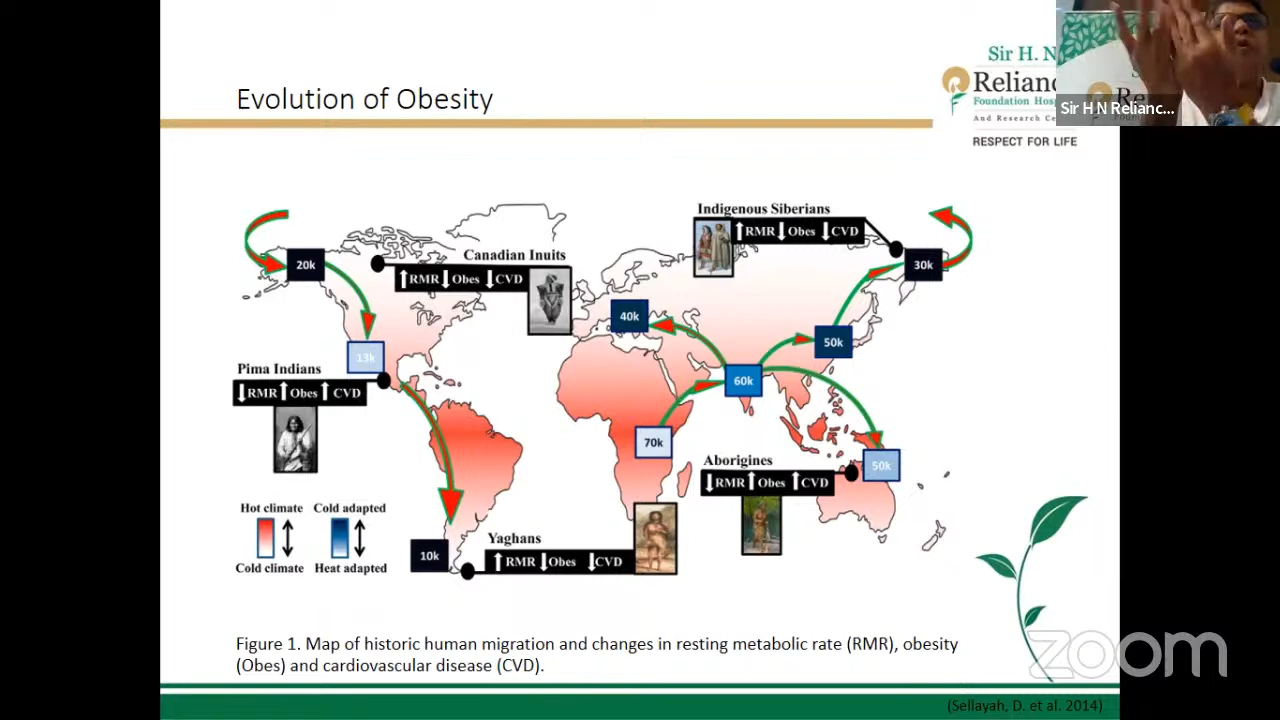 Evolution of Obesity
Sir H. N
Relianc
Foundation Hos
And Research Ce
RESPECT FOR LIFE
Sir H N Relianc...
Indigenous Siberians
↑RMR↓Obes ↓CVD
20k
Canadian Inuits
↑RMR↓Obes ↓CVD
30k
40k
50k
13k
Pima Indians
↓RMR↑Obes ↑CVD
60k
70k
50k
Aborigines
↓RMR↑Obes ↑CVD
Hot climate Cold adapted
Cold climate Heat adapted
10k
Yaghans
↑RMR ↓Obes ↓CVD
Figure 1. Map of historic human migration and changes in resting metabolic rate (RMR), obesity
(Obes) and cardiovascular disease (CVD).
zoom
(Sellayah, D. et al. 2014)